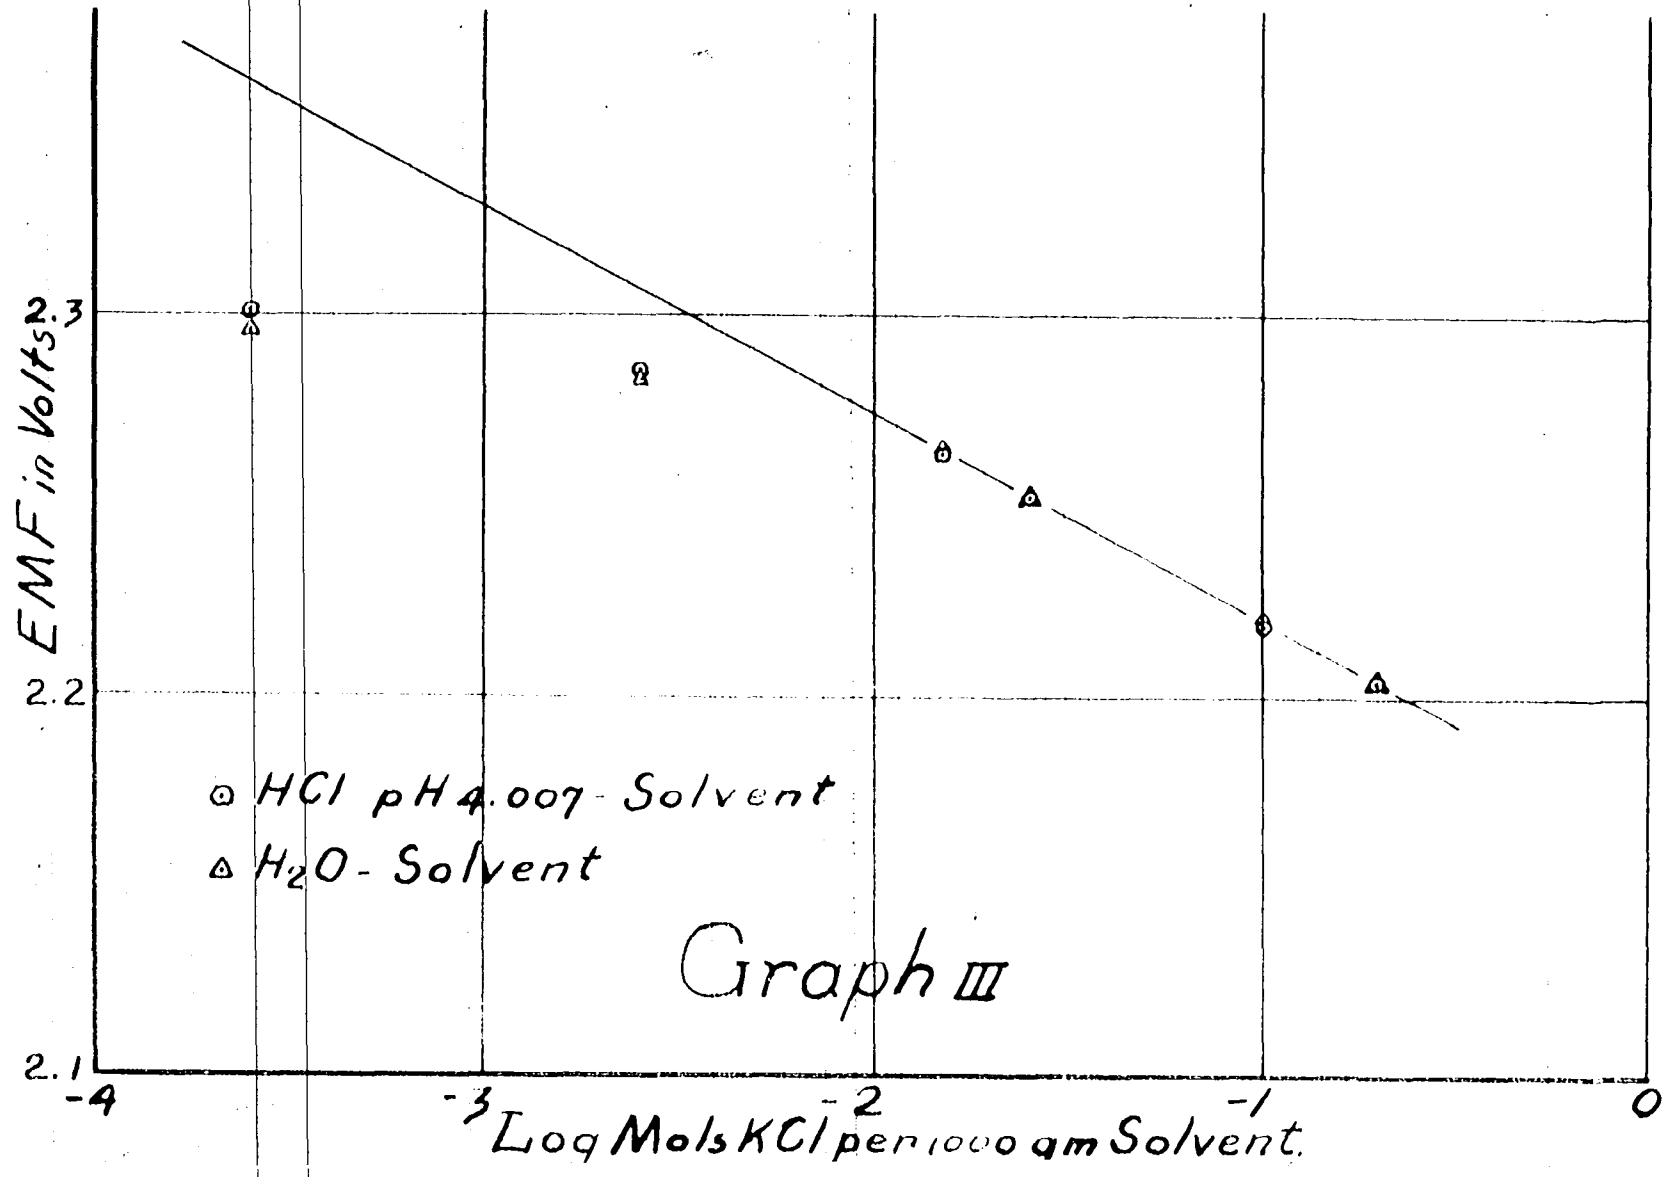 2.3
EMF in Volts.
2.2
⊙ HCl pH 4.007 - Solvent
△ H2O - Solvent
Graph III
2.1
-4 -3 -2 -1 0
Log Mols KCl per 1000 gm Solvent.